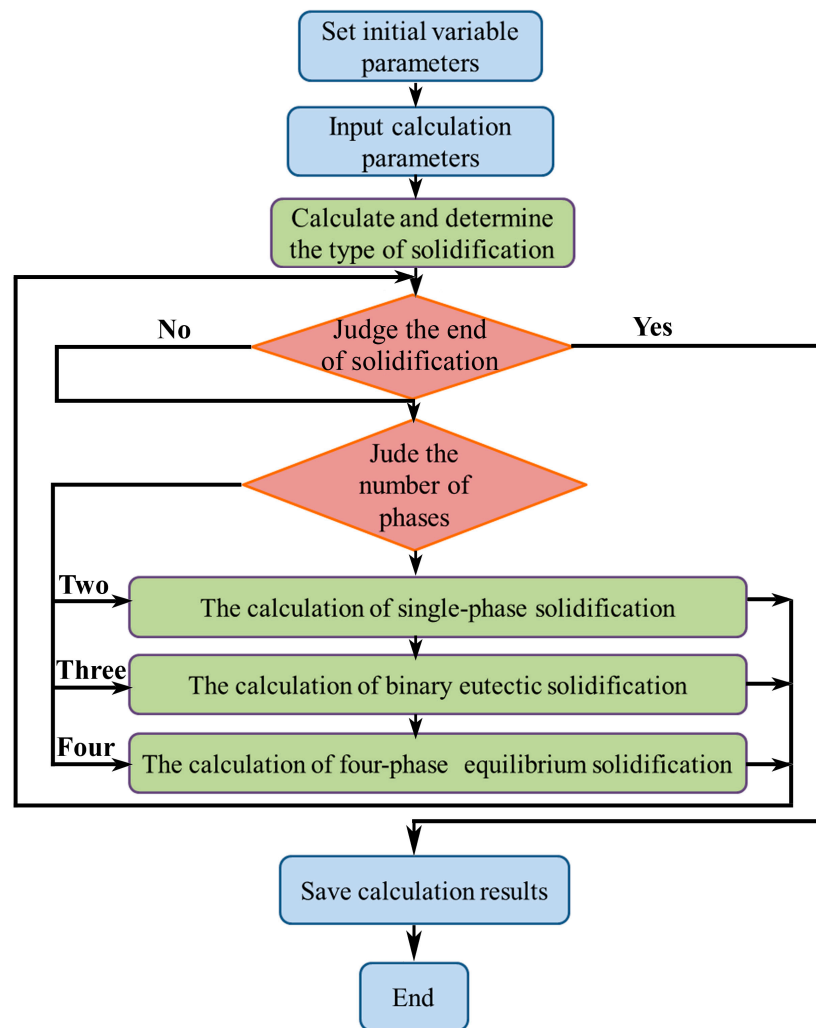 Set initial variable
parameters
Input calculation
parameters
Calculate and determine
the type of solidification
No
Judge the end
of solidification
Yes
Jude the
number of
phases
Two
The calculation of single-phase solidification
Three
The calculation of binary eutectic solidification
Four
The calculation of four-phase equilibrium solidification
Save calculation results
End